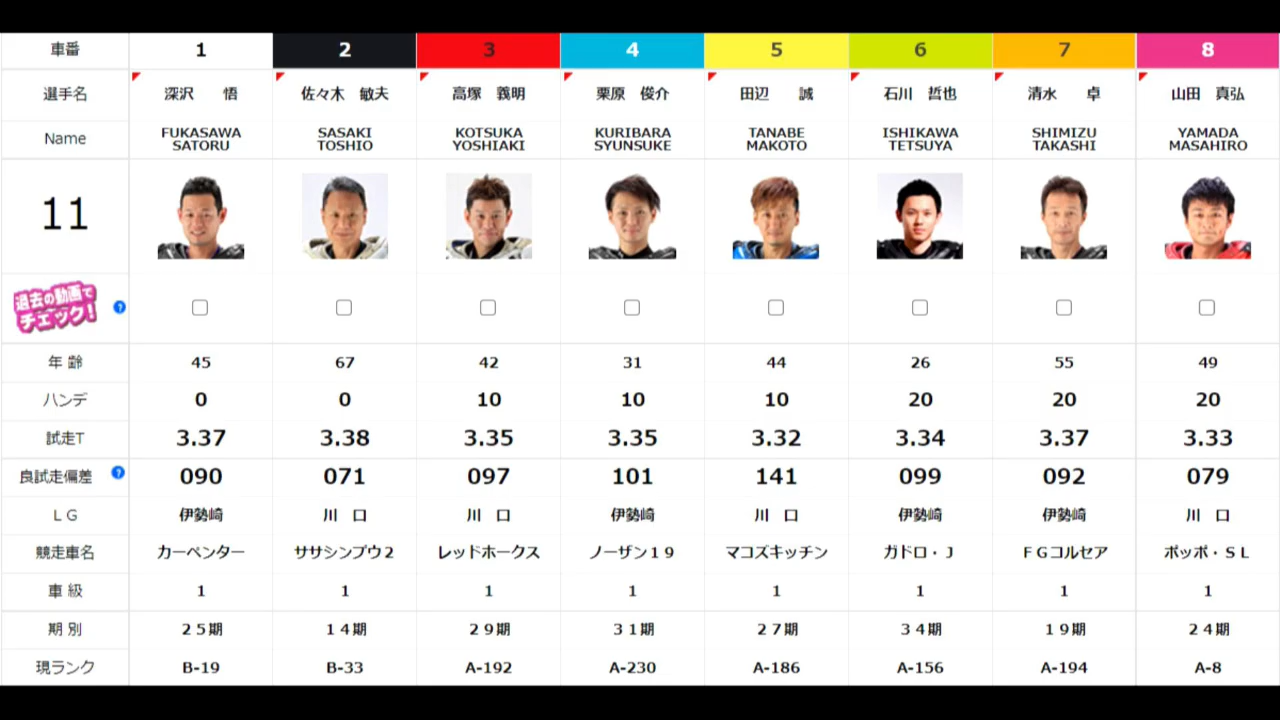 車番 1 2 3 4 5 6 7 8
選手名 深沢　悟 佐々木　敏夫 高塚　義明 栗原　俊介 田辺　誠 石川　哲也 清水　卓 山田　真弘
Name FUKASAWA SASAKI KOTSUKA KURIBARA TANABE ISHIKAWA SHIMIZU YAMADA
SATORU TOSHIO YOSHIAKI SYUNSUKE MAKOTO TETSUYA TAKASHI MASAHIRO
11
過去の動画で
チェック! ?
年 齢 45 67 42 31 44 26 55 49
ハンデ 0 0 10 10 10 20 20 20
試走T 3.37 3.38 3.35 3.35 3.32 3.34 3.37 3.33
良試走偏差 ? 090 071 097 101 141 099 092 079
ＬＧ 伊勢崎 川　口 川　口 伊勢崎 川　口 伊勢崎 伊勢崎 川　口
競走車名 カーペンター ササシンプウ２ レッドホークス ノーザン１９ マコズキッチン ガドロ・Ｊ ＦＧコルセア ポッポ・ＳＬ
車 級 1 1 1 1 1 1 1 1
期 別 ２５期 １４期 ２９期 ３１期 ２７期 ３４期 １９期 ２４期
現ランク B-19 B-33 A-192 A-230 A-186 A-156 A-194 A-8